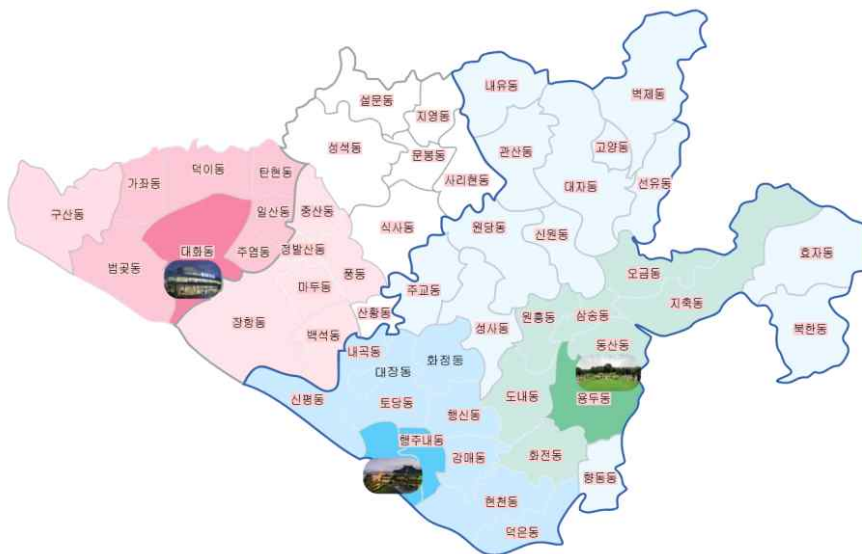 내유동
벽제동
설문동
지영동
성석동
문봉동
관산동
고양동
덕이동
탄현동
사리현동
대자동
선유동
가좌동
구산동
일산동
중산동
식사동
원당동
신원동
대화동
주엽동
정발산동
효자동
법곳동
풍동
오금동
마두동
주교동
지축동
장항동
산황동
원흥동
삼송동
백석동
성사동
북한동
내곡동
화정동
동산동
대장동
신평동
토당동
도내동
용두동
행신동
행주내동
강매동
화전동
향동동
현천동
덕은동